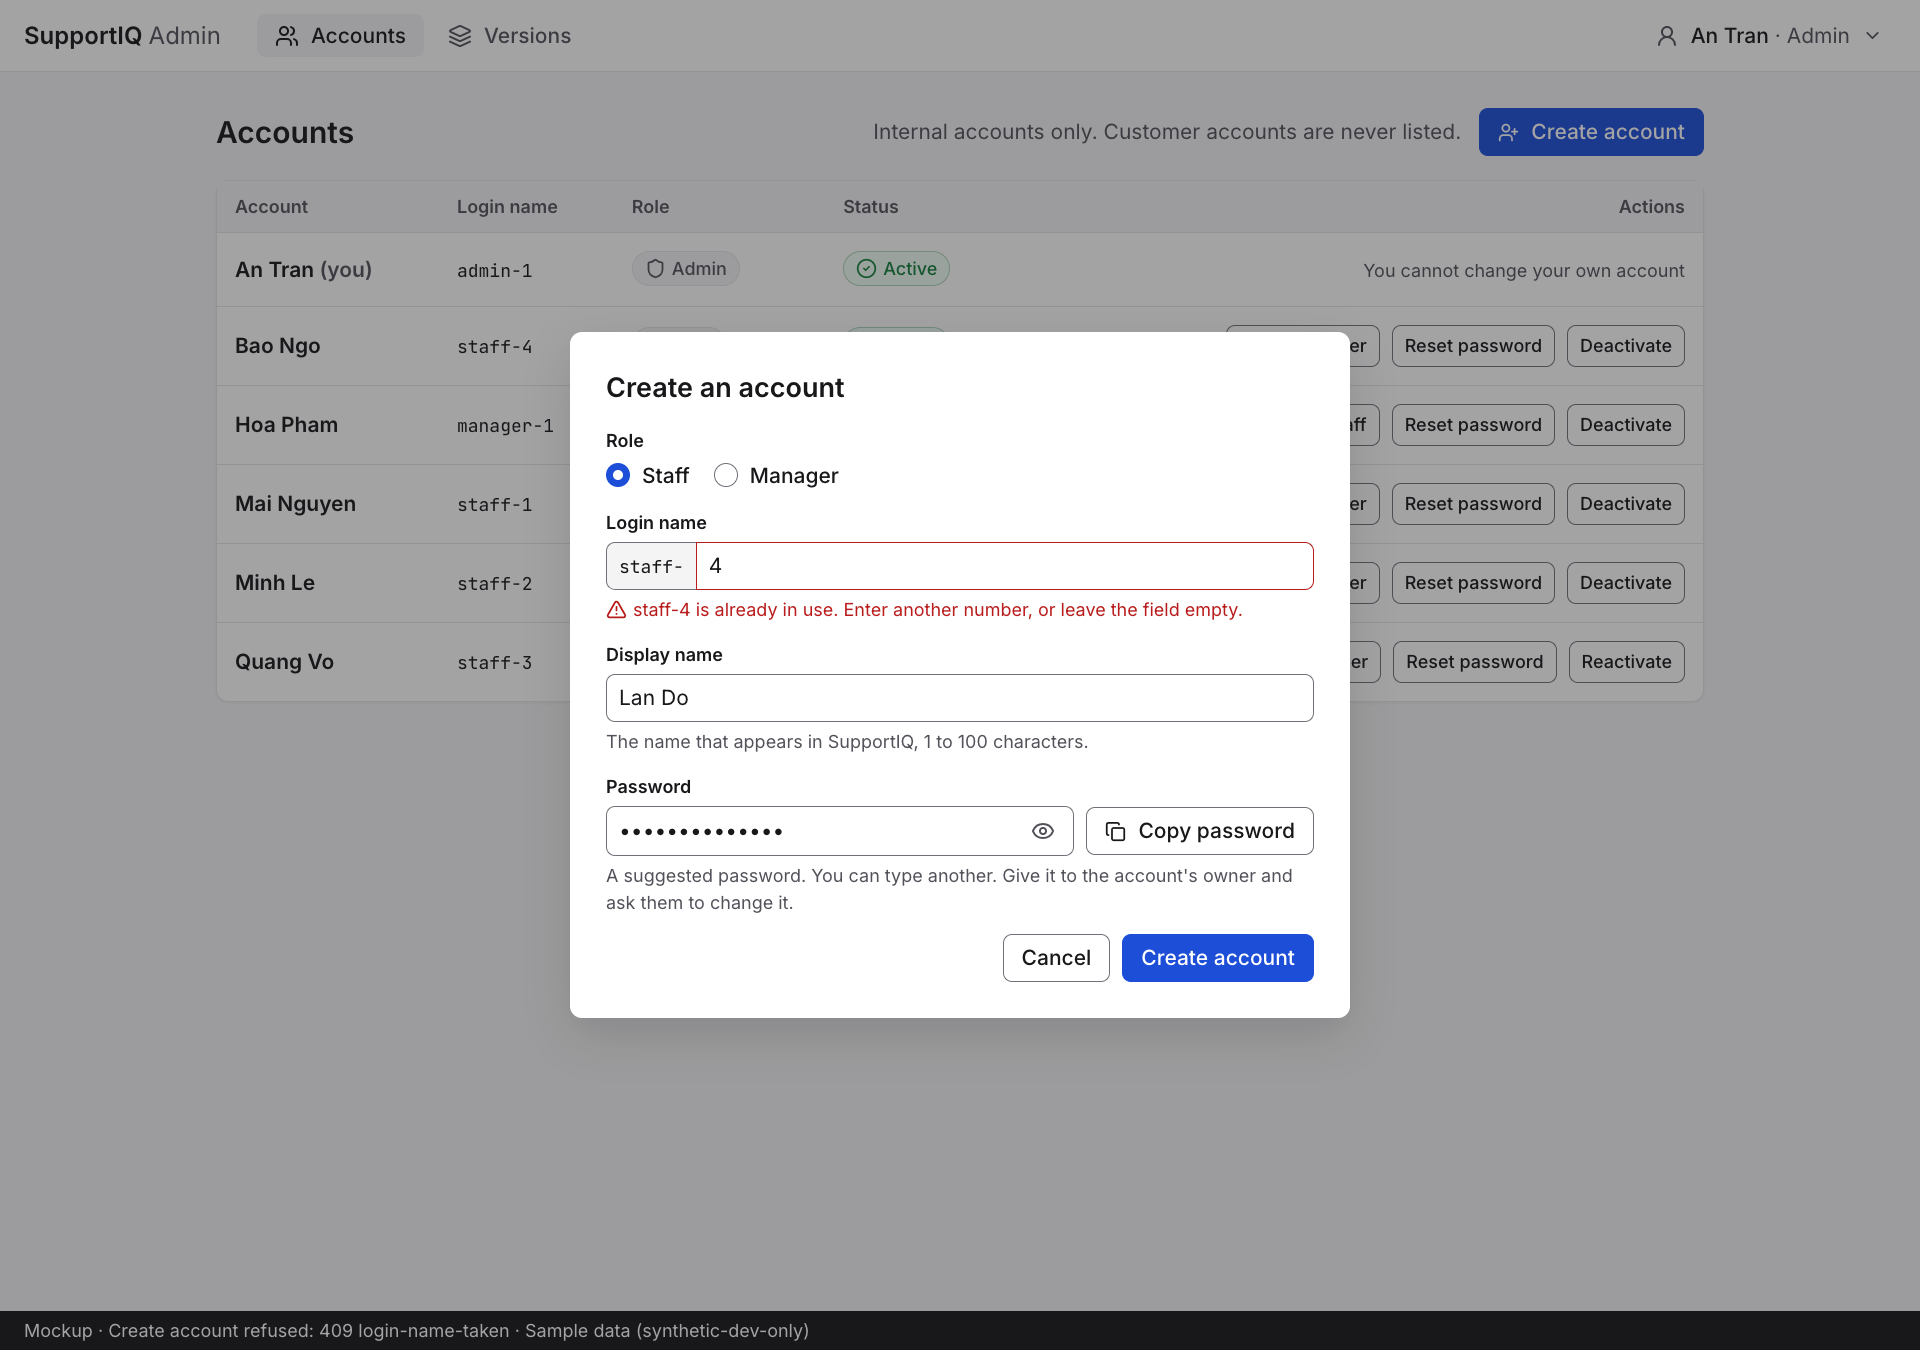 SupportIQ Admin
Accounts
Versions
An Tran · Admin
Accounts
Internal accounts only. Customer accounts are never listed.
Create account
Account Login name Role Status Actions
An Tran (you) admin-1 Admin Active You cannot change your own account
Bao Ngo staff-4 er Reset password Deactivate
Hoa Pham manager-1 aff Reset password Deactivate
Mai Nguyen staff-1 er Reset password Deactivate
Minh Le staff-2 er Reset password Deactivate
Quang Vo staff-3 er Reset password Reactivate
Create an account
Role
Staff Manager
Login name
staff- 4
staff-4 is already in use. Enter another number, or leave the field empty.
Display name
Lan Do
The name that appears in SupportIQ, 1 to 100 characters.
Password
•••••••••••••• Copy password
A suggested password. You can type another. Give it to the account's owner and
ask them to change it.
Cancel Create account
Mockup · Create account refused: 409 login-name-taken · Sample data (synthetic-dev-only)